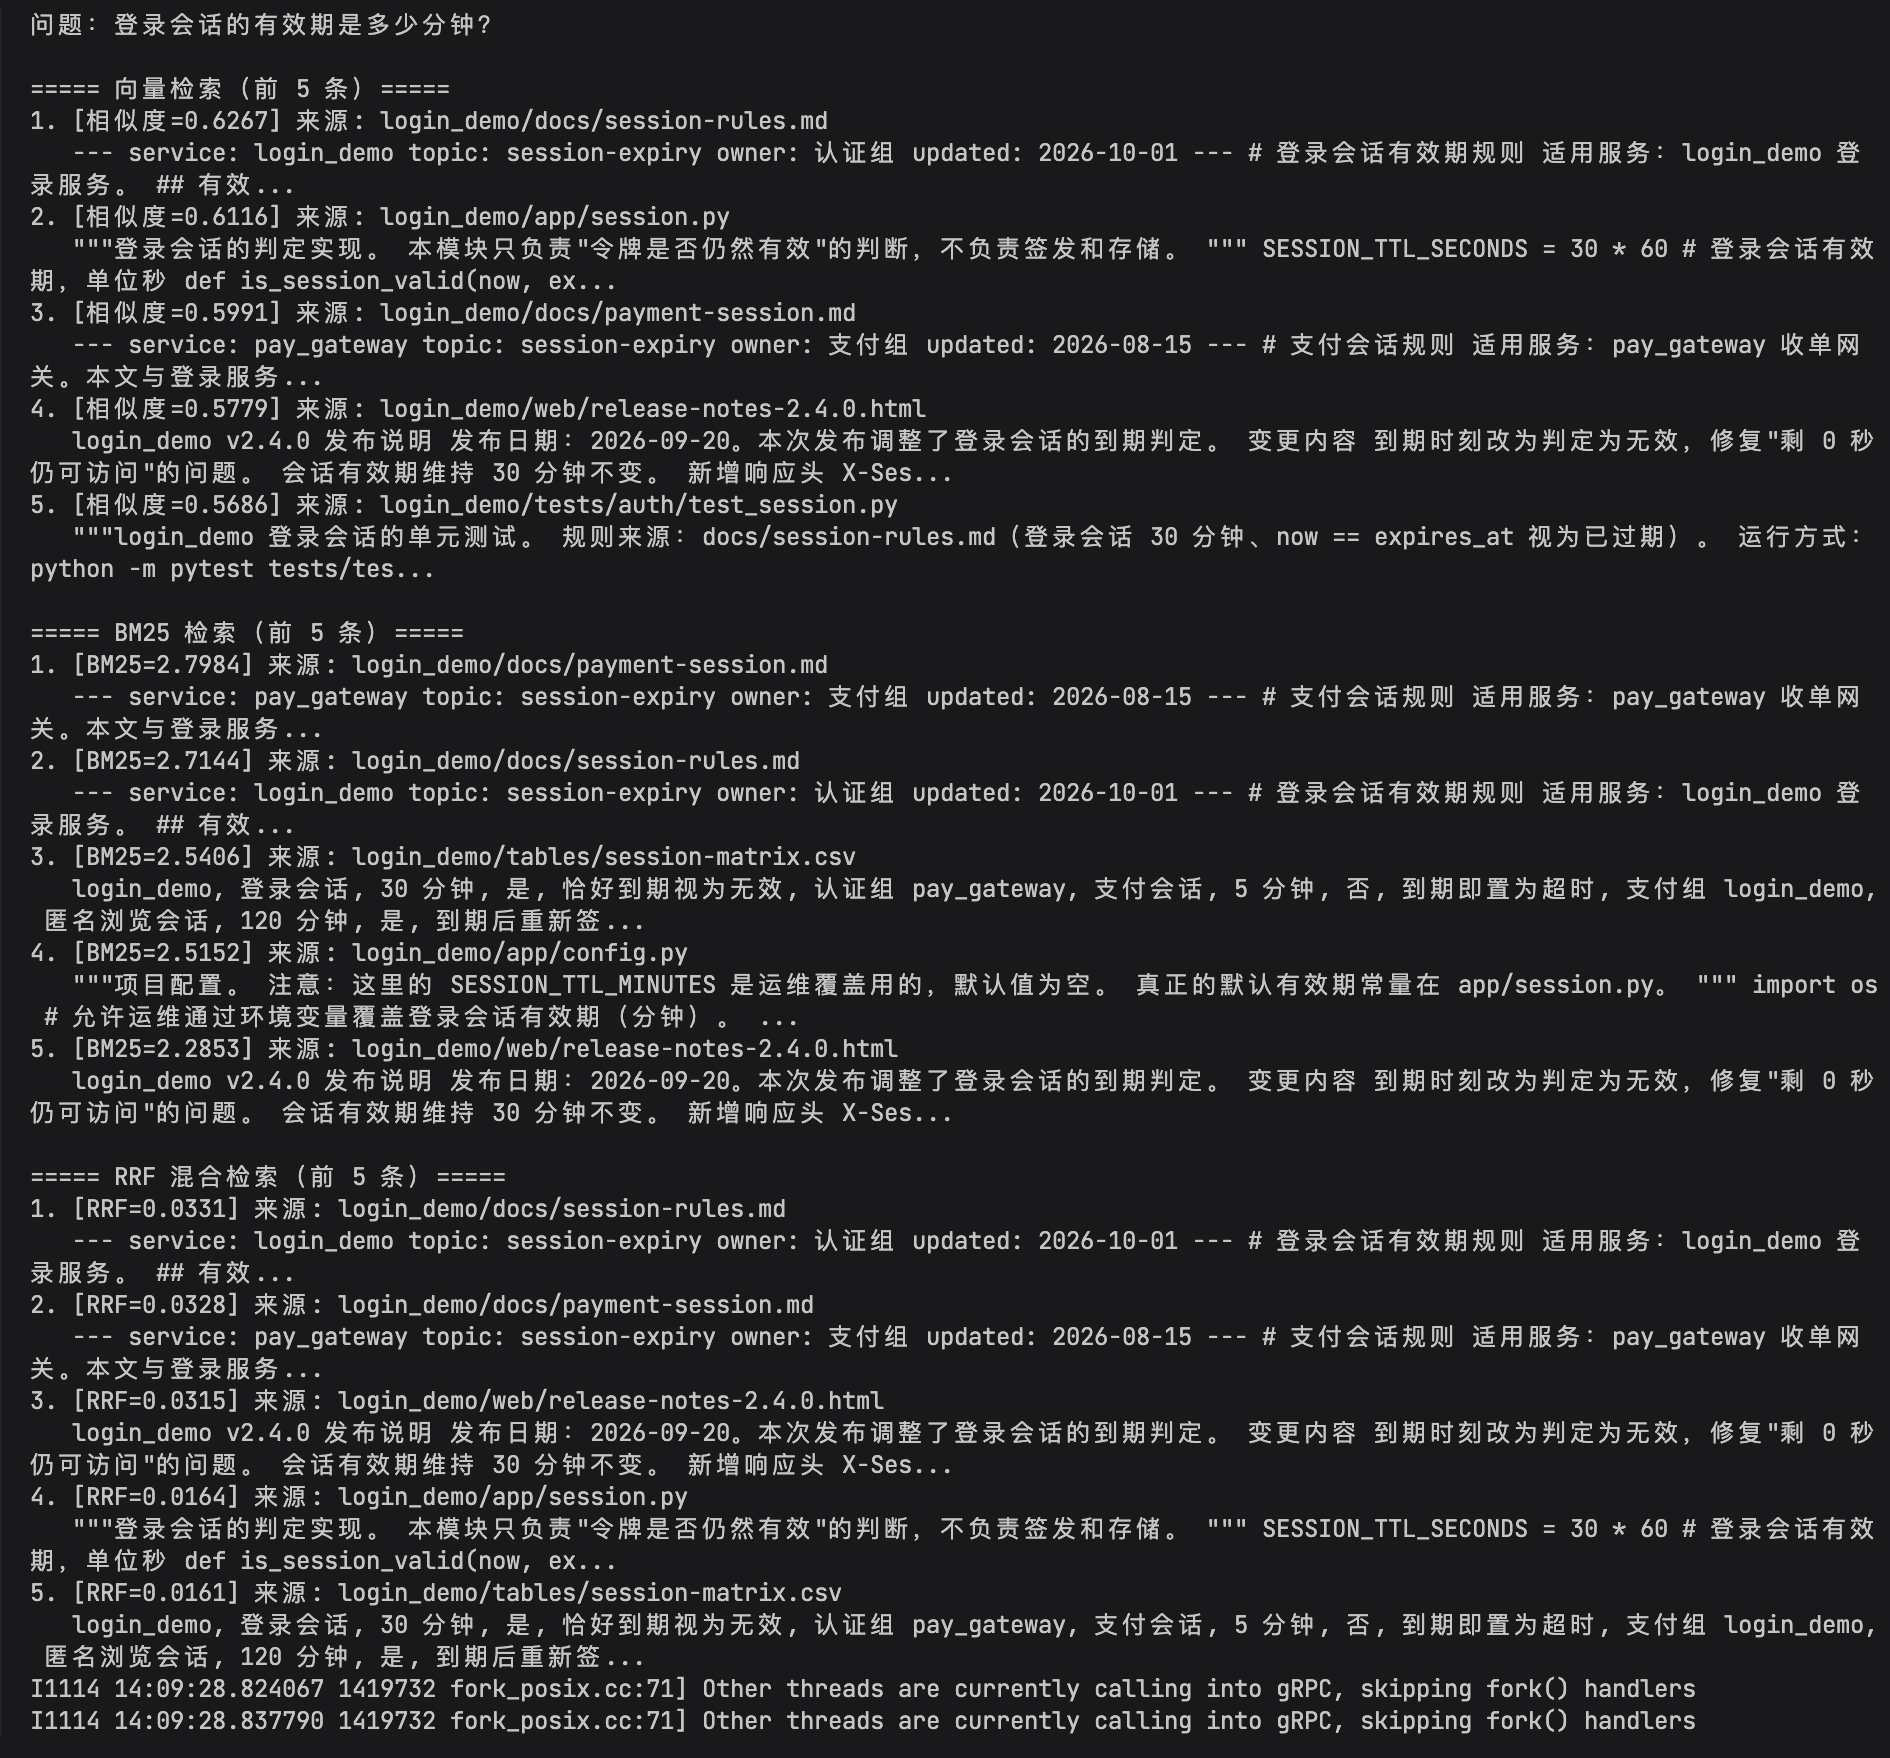 问题: 登录会话的有效期是多少分钟?
===== 向量检索 (前 5 条) =====
1. [相似度=0.6267] 来源: login_demo/docs/session-rules.md
--- service: login_demo topic: session-expiry owner: 认证组 updated: 2026-10-01 --- # 登录会话有效期规则 适用服务: login_demo 登
录服务。 ## 有效...
2. [相似度=0.6116] 来源: login_demo/app/session.py
"""登录会话的判定实现。 本模块只负责"令牌是否仍然有效"的判断, 不负责签发和存储。 """ SESSION_TTL_SECONDS = 30 * 60 # 登录会话有效
期, 单位秒 def is_session_valid(now, ex...
3. [相似度=0.5991] 来源: login_demo/docs/payment-session.md
--- service: pay_gateway topic: session-expiry owner: 支付组 updated: 2026-08-15 --- # 支付会话规则 适用服务: pay_gateway 收单网
关。本文与登录服务...
4. [相似度=0.5779] 来源: login_demo/web/release-notes-2.4.0.html
login_demo v2.4.0 发布说明 发布日期: 2026-09-20。本次发布调整了登录会话的到期判定。 变更内容 到期时刻改为判定为无效, 修复"剩 0 秒
仍可访问"的问题。 会话有效期维持 30 分钟不变。 新增响应头 X-Ses...
5. [相似度=0.5686] 来源: login_demo/tests/auth/test_session.py
"""login_demo 登录会话的单元测试。 规则来源: docs/session-rules.md (登录会话 30 分钟、now == expires_at 视为已过期) 。 运行方式:
python -m pytest tests/tes...
===== BM25 检索 (前 5 条) =====
1. [BM25=2.7984] 来源: login_demo/docs/payment-session.md
--- service: pay_gateway topic: session-expiry owner: 支付组 updated: 2026-08-15 --- # 支付会话规则 适用服务: pay_gateway 收单网
关。本文与登录服务...
2. [BM25=2.7144] 来源: login_demo/docs/session-rules.md
--- service: login_demo topic: session-expiry owner: 认证组 updated: 2026-10-01 --- # 登录会话有效期规则 适用服务: login_demo 登
录服务。 ## 有效...
3. [BM25=2.5406] 来源: login_demo/tables/session-matrix.csv
login_demo, 登录会话, 30 分钟, 是, 恰好到期视为无效, 认证组 pay_gateway, 支付会话, 5 分钟, 否, 到期即置为超时, 支付组 login_demo,
匿名浏览会话, 120 分钟, 是, 到期后重新签...
4. [BM25=2.5152] 来源: login_demo/app/config.py
"""项目配置。 注意: 这里的 SESSION_TTL_MINUTES 是运维覆盖用的, 默认值为空。 真正的默认有效期常量在 app/session.py。 """ import os
# 允许运维通过环境变量覆盖登录会话有效期 (分钟) 。 ...
5. [BM25=2.2853] 来源: login_demo/web/release-notes-2.4.0.html
login_demo v2.4.0 发布说明 发布日期: 2026-09-20。本次发布调整了登录会话的到期判定。 变更内容 到期时刻改为判定为无效, 修复"剩 0 秒
仍可访问"的问题。 会话有效期维持 30 分钟不变。 新增响应头 X-Ses...
===== RRF 混合检索 (前 5 条) =====
1. [RRF=0.0331] 来源: login_demo/docs/session-rules.md
--- service: login_demo topic: session-expiry owner: 认证组 updated: 2026-10-01 --- # 登录会话有效期规则 适用服务: login_demo 登
录服务。 ## 有效...
2. [RRF=0.0328] 来源: login_demo/docs/payment-session.md
--- service: pay_gateway topic: session-expiry owner: 支付组 updated: 2026-08-15 --- # 支付会话规则 适用服务: pay_gateway 收单网
关。本文与登录服务...
3. [RRF=0.0315] 来源: login_demo/web/release-notes-2.4.0.html
login_demo v2.4.0 发布说明 发布日期: 2026-09-20。本次发布调整了登录会话的到期判定。 变更内容 到期时刻改为判定为无效, 修复"剩 0 秒
仍可访问"的问题。 会话有效期维持 30 分钟不变。 新增响应头 X-Ses...
4. [RRF=0.0164] 来源: login_demo/app/session.py
"""登录会话的判定实现。 本模块只负责"令牌是否仍然有效"的判断, 不负责签发和存储。 """ SESSION_TTL_SECONDS = 30 * 60 # 登录会话有效
期, 单位秒 def is_session_valid(now, ex...
5. [RRF=0.0161] 来源: login_demo/tables/session-matrix.csv
login_demo, 登录会话, 30 分钟, 是, 恰好到期视为无效, 认证组 pay_gateway, 支付会话, 5 分钟, 否, 到期即置为超时, 支付组 login_demo,
匿名浏览会话, 120 分钟, 是, 到期后重新签...
I1114 14:09:28.824067 1419732 fork_posix.cc:71] Other threads are currently calling into gRPC, skipping fork() handlers
I1114 14:09:28.837790 1419732 fork_posix.cc:71] Other threads are currently calling into gRPC, skipping fork() handlers